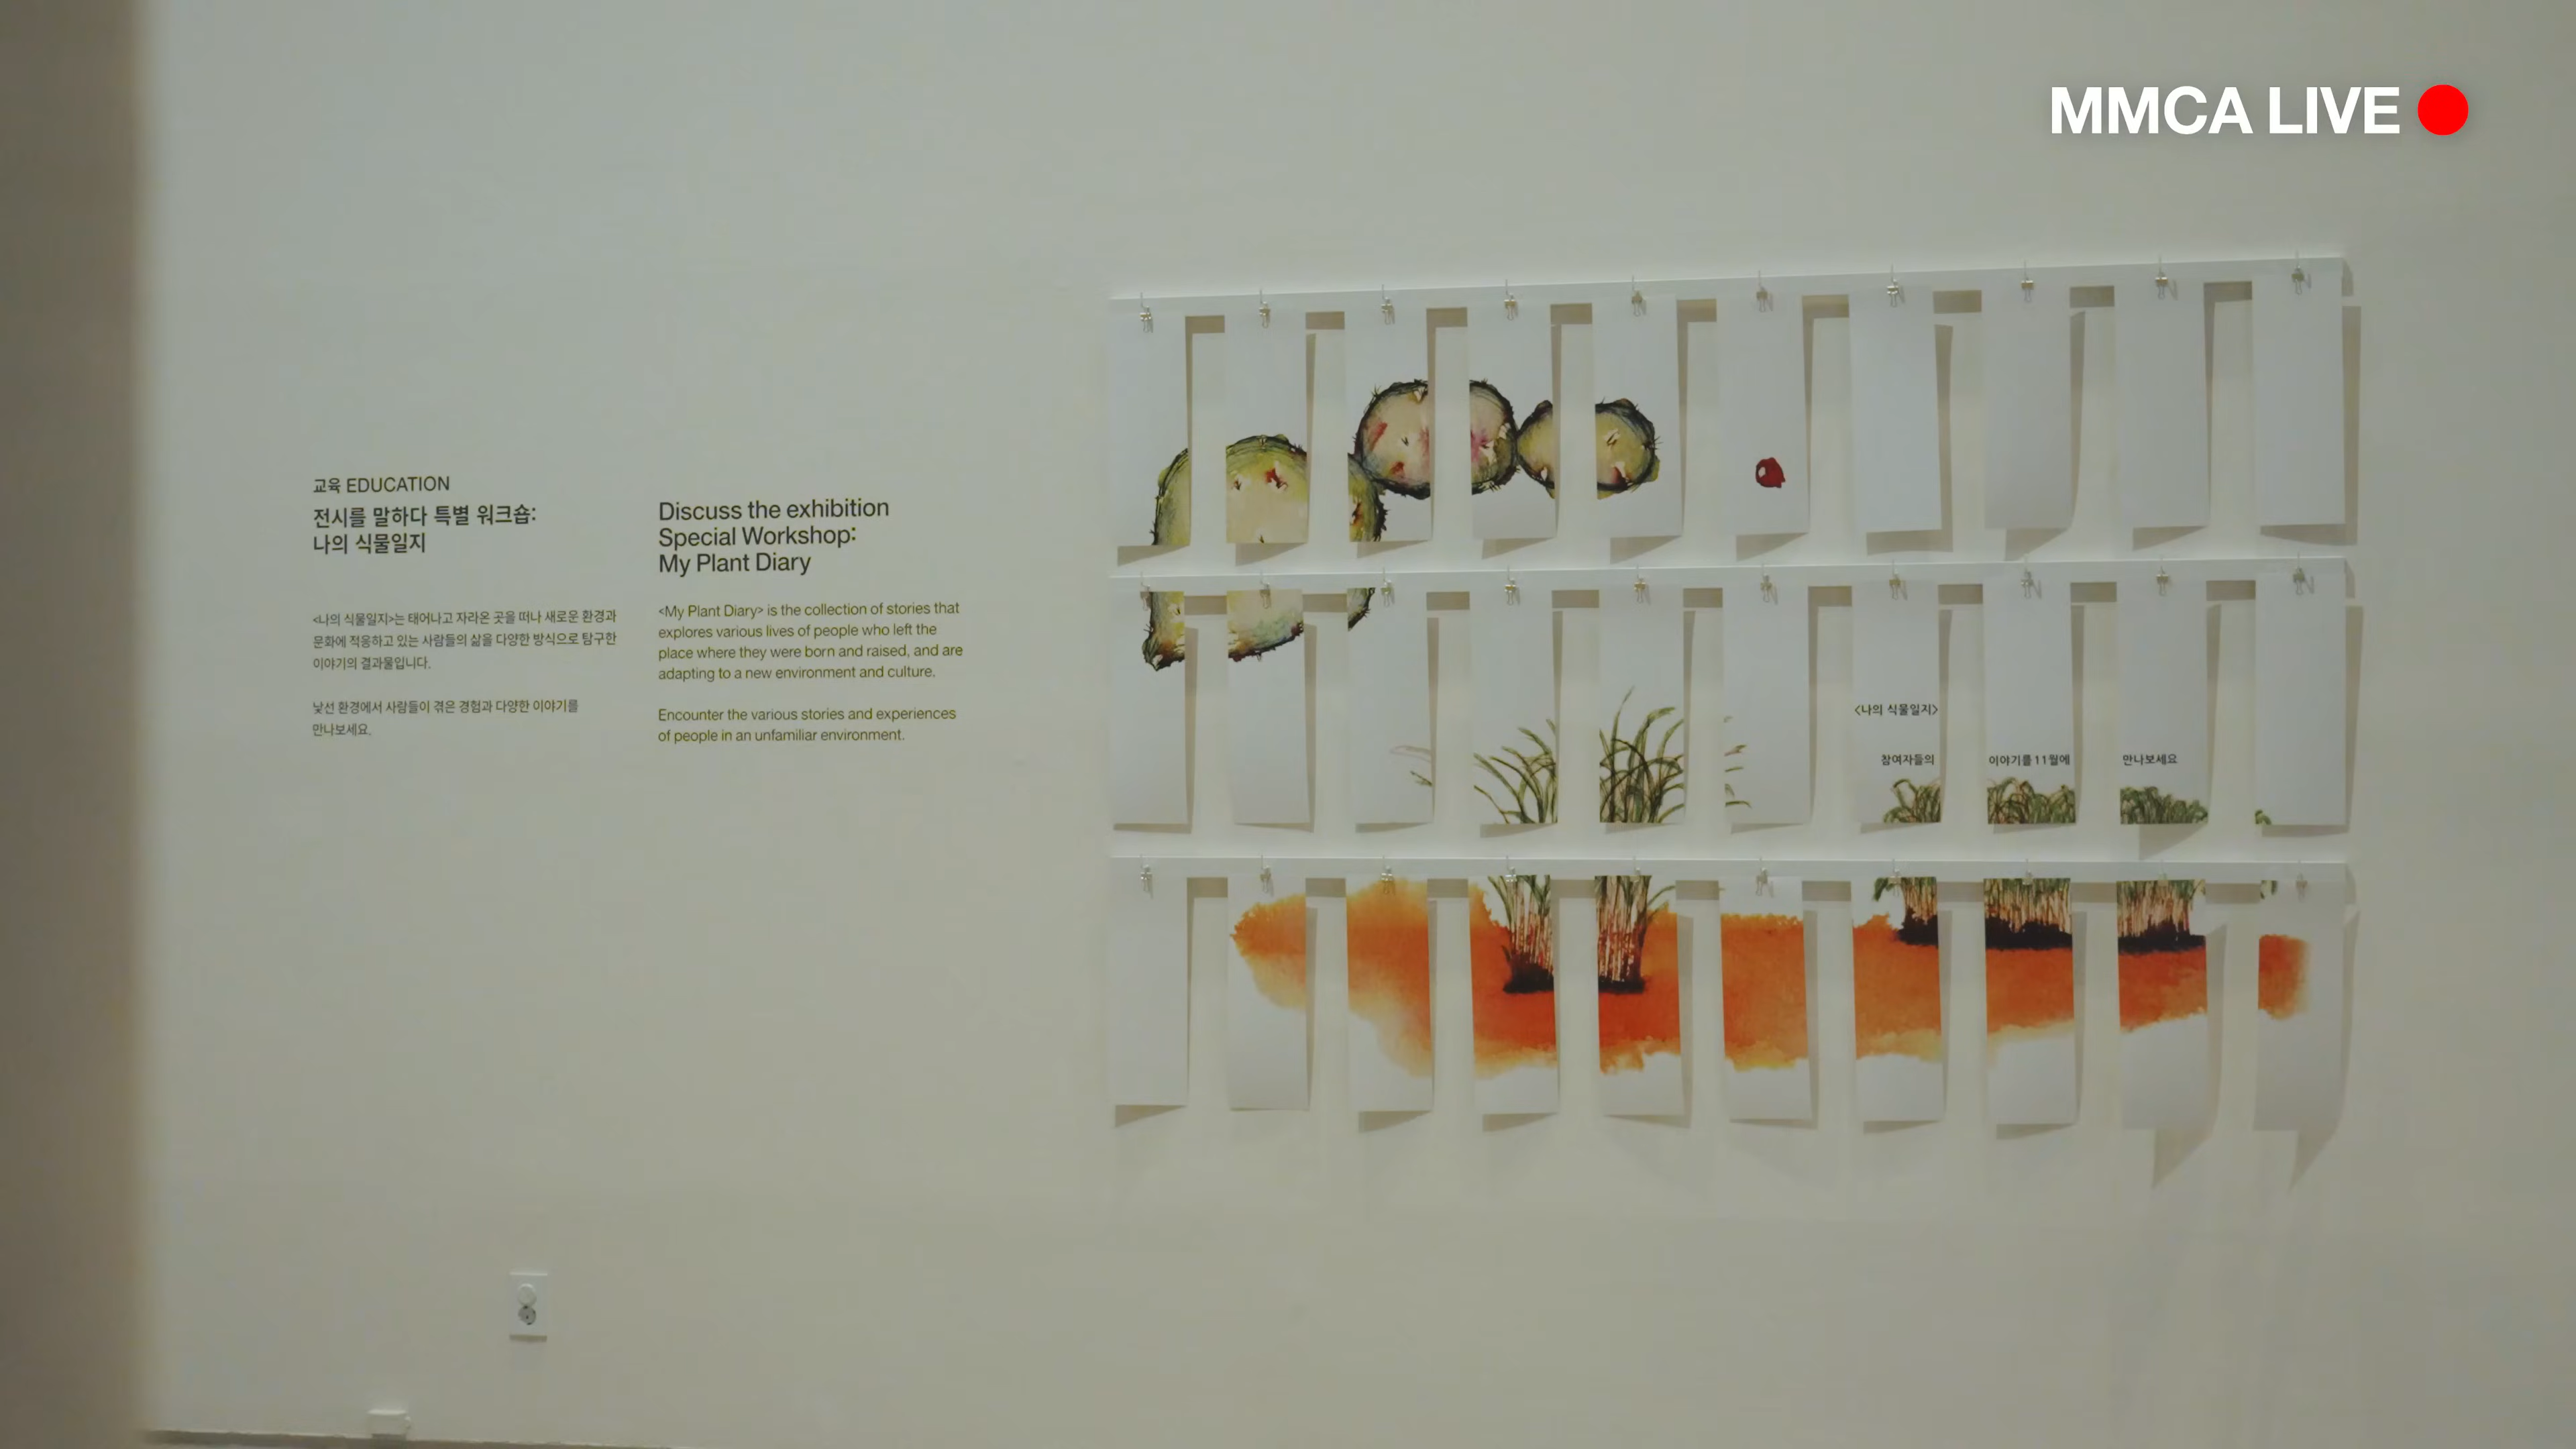 MMCA LIVE
교육 EDUCATION
전시를 말하다 특별 워크숍:
나의 식물일지
<나의 식물일지>는 태어나고 자라온 곳을 떠나 새로운 환경과
문화에 적응하고 있는 사람들의 삶을 다양한 방식으로 탐구한
이야기의 결과물입니다.
낯선 환경에서 사람들이 겪은 경험과 다양한 이야기를
만나보세요.
Discuss the exhibition
Special Workshop:
My Plant Diary
<My Plant Diary> is the collection of stories that
explores various lives of people who left the
place where they were born and raised, and are
adapting to a new environment and culture.
Encounter the various stories and experiences
of people in an unfamiliar environment.
<나의 식물일지>
참여자들의 이야기를 11월에 만나보세요